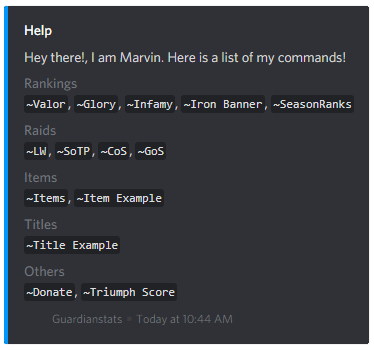 Help
Hey there!, I am Marvin. Here is a list of my commands!
Rankings
~Valor, ~Glory, ~Infamy, ~Iron Banner, ~SeasonRanks
Raids
~LW, ~SoTP, ~CoS, ~GoS
Items
~Items, ~Item Example
Titles
~Title Example
Others
~Donate, ~Triumph Score
Guardianstats • Today at 10:44 AM